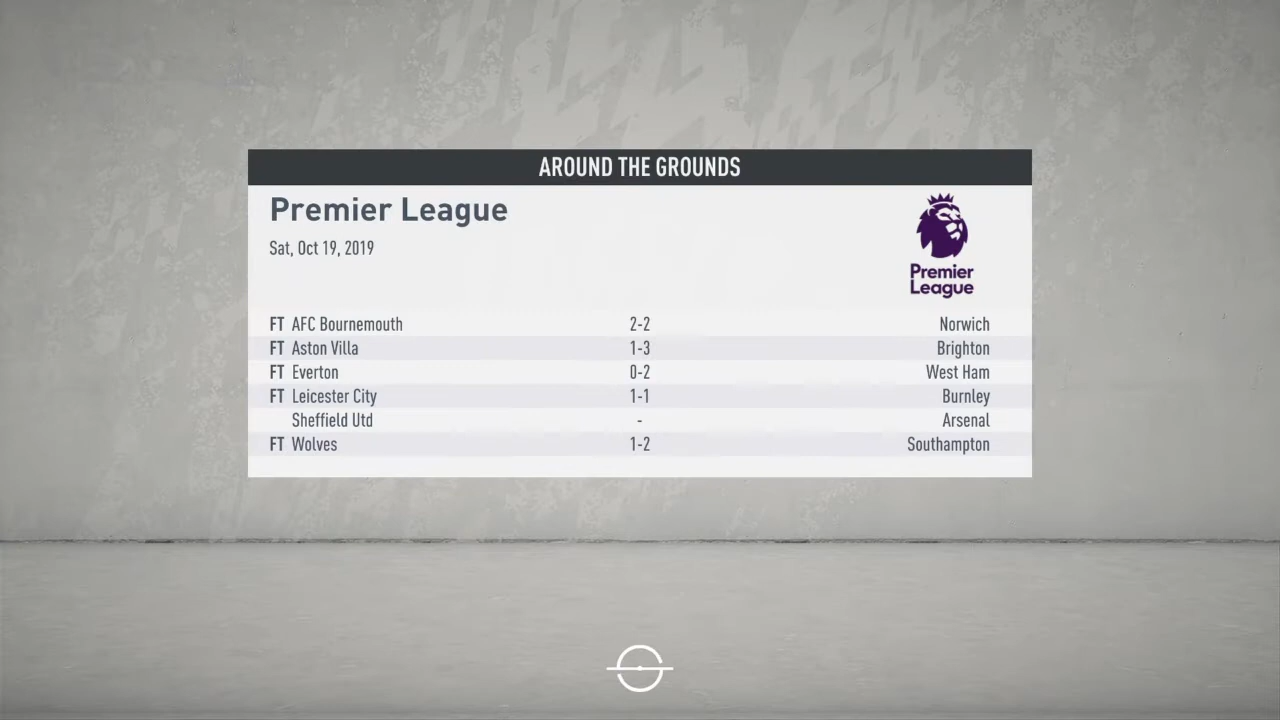 AROUND THE GROUNDS
Premier League
Sat, Oct 19, 2019
Premier
League
FT AFC Bournemouth 2-2 Norwich
FT Aston Villa 1-3 Brighton
FT Everton 0-2 West Ham
FT Leicester City 1-1 Burnley
Sheffield Utd - Arsenal
FT Wolves 1-2 Southampton